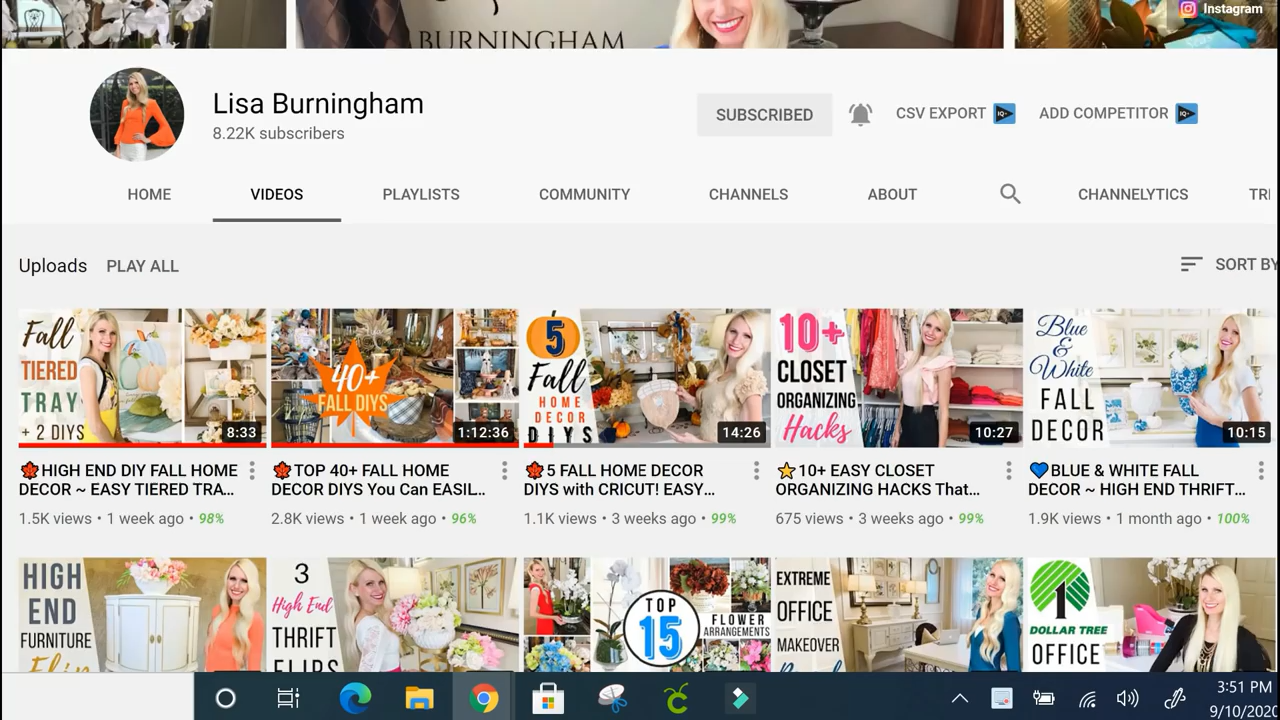 Instagram
BURNINGHAM
Lisa Burningham
8.22K subscribers
SUBSCRIBED
CSV EXPORT
IQ
ADD COMPETITOR
IQ
HOME
VIDEOS
PLAYLISTS
COMMUNITY
CHANNELS
ABOUT
CHANNELYTICS
Uploads
PLAY ALL
SORT BY
Fall
TIERED
TRAY
+ 2 DIYS
8:33
40+
FALL DIYS
1:12:36
5
Fall
HOME
DECOR
DIYS
14:26
10+
CLOSET
ORGANIZING
Hacks
10:27
Blue
&
White
FALL
DECOR
10:15
🍁HIGH END DIY FALL HOME
DECOR ~ EASY TIERED TRA...
1.5K views • 1 week ago • 98%
🍁TOP 40+ FALL HOME
DECOR DIYS You Can EASIL...
2.8K views • 1 week ago • 96%
🍁5 FALL HOME DECOR
DIYS with CRICUT! EASY...
1.1K views • 3 weeks ago • 99%
⭐10+ EASY CLOSET
ORGANIZING HACKS That...
675 views • 3 weeks ago • 99%
💙BLUE & WHITE FALL
DECOR ~ HIGH END THRIFT...
1.9K views • 1 month ago • 100%
HIGH
END
FURNITURE
Flip
3
High End
THRIFT
FLIPS
TOP
15
FLOWER
ARRANGEMENTS
EXTREME
OFFICE
MAKEOVER
1
DOLLAR TREE
OFFICE
3:51 PM
9/10/2020